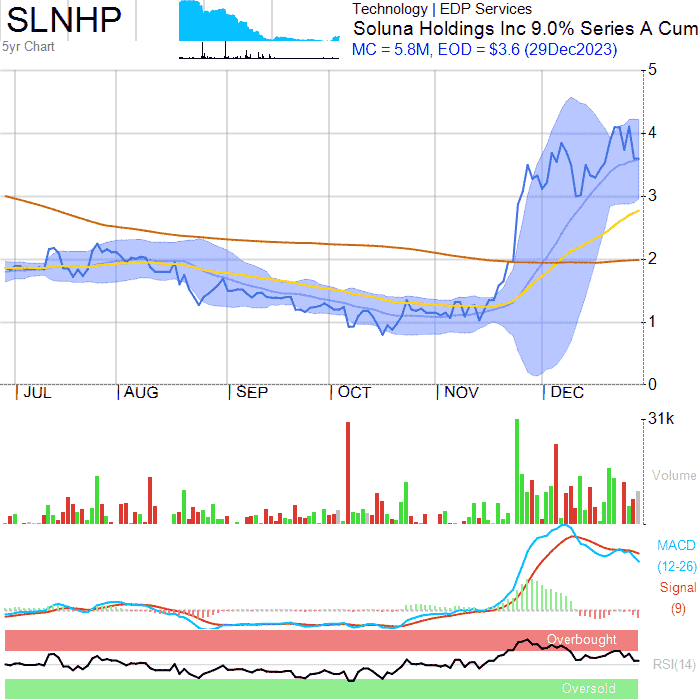 SLNHP
5yr Chart
Technology | EDP Services
Soluna Holdings Inc 9.0% Series A Cum
MC = 5.8M, EOD = $3.6 (29Dec2023)
5
4
3
2
1
0
JUL AUG SEP OCT NOV DEC
31k
Volume
MACD
(12-26)
Signal
(9)
Overbought
RSI(14)
Oversold